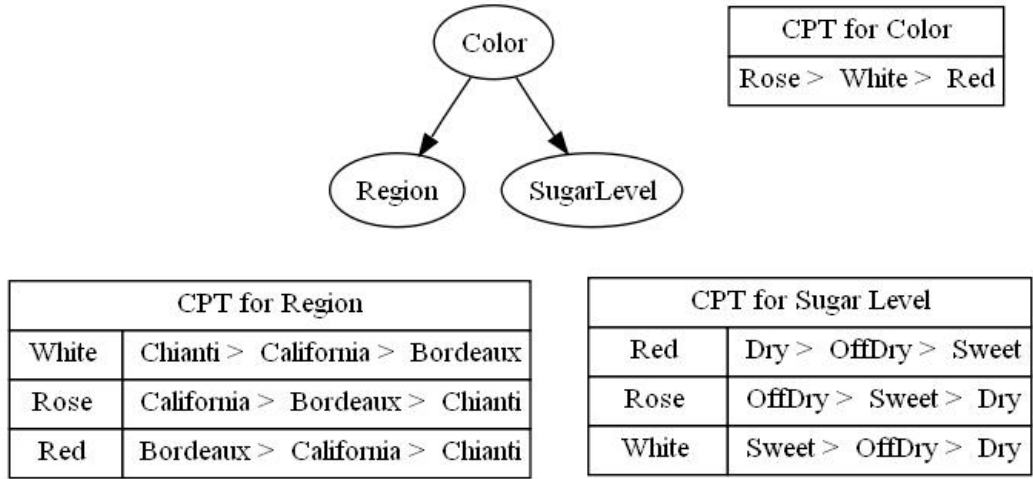 Color
CPT for Color
Rose > White > Red
Region
SugarLevel
CPT for Region
White Chianti > California > Bordeaux
Rose California > Bordeaux > Chianti
Red Bordeaux > California > Chianti
CPT for Sugar Level
Red Dry > OffDry > Sweet
Rose OffDry > Sweet > Dry
White Sweet > OffDry > Dry